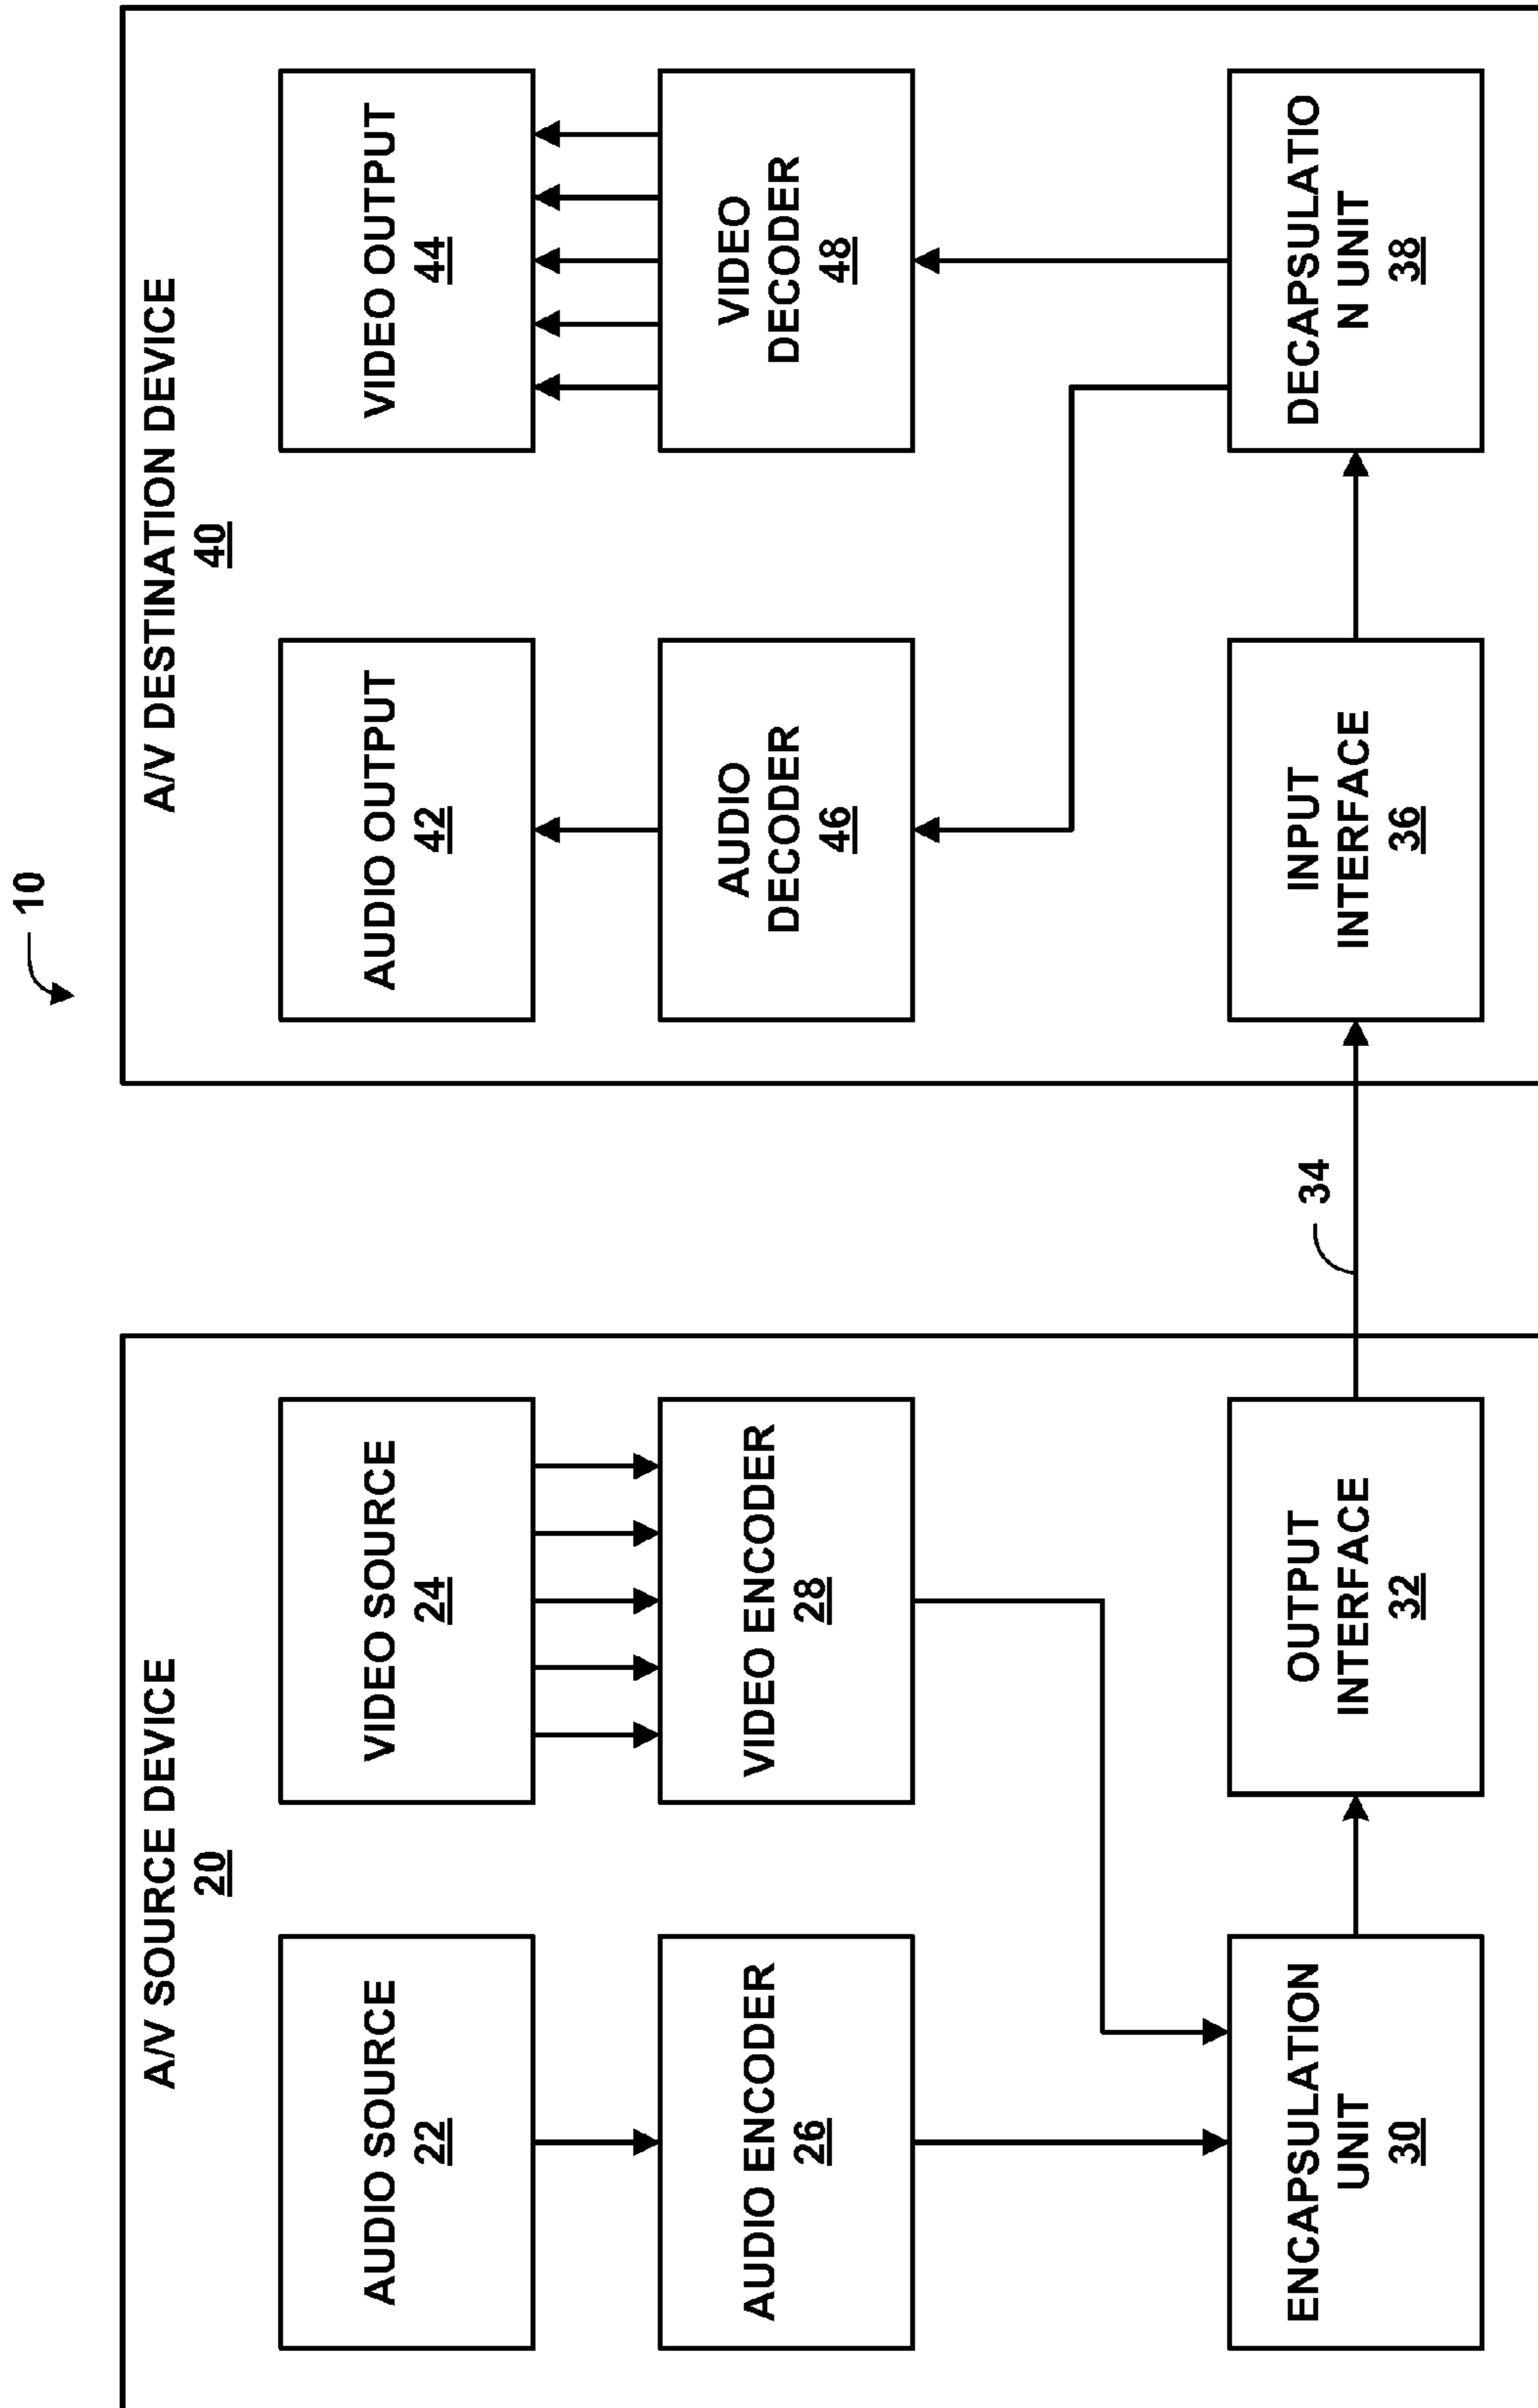 10
A/V SOURCE DEVICE
20
AUDIO SOURCE
22
VIDEO SOURCE
24
AUDIO ENCODER
26
VIDEO ENCODER
28
ENCAPSULATION
UNIT
30
OUTPUT
INTERFACE
32
34
A/V DESTINATION DEVICE
40
AUDIO OUTPUT
42
VIDEO OUTPUT
44
AUDIO
DECODER
46
VIDEO
DECODER
48
INPUT
INTERFACE
36
DECAPSULATIO
N UNIT
38